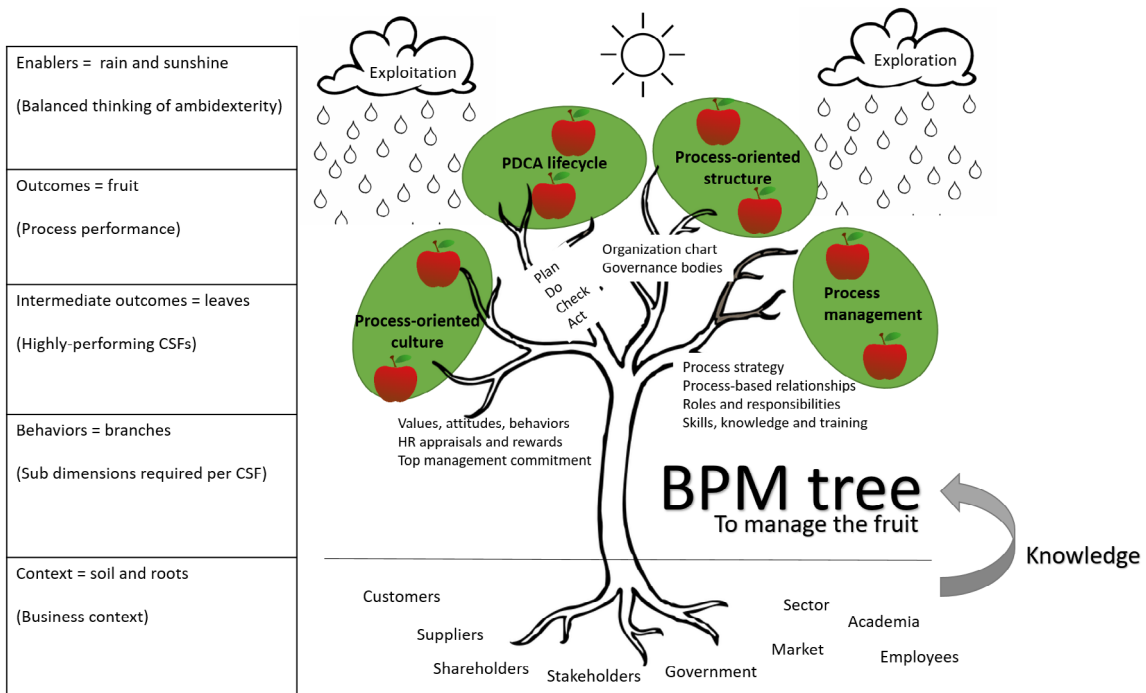 Enablers = rain and sunshine
(Balanced thinking of ambidexterity)
Outcomes = fruit
(Process performance)
Intermediate outcomes = leaves
(Highly-performing CSFs)
Behaviors = branches
(Sub dimensions required per CSF)
Context = soil and roots
(Business context)
Exploitation
Exploration
PDCA lifecycle
Process-oriented
structure
Process-oriented
culture
Process
management
Plan
Do
Check
Act
Organization chart
Governance bodies
Values, attitudes, behaviors
HR appraisals and rewards
Top management commitment
Process strategy
Process-based relationships
Roles and responsibilities
Skills, knowledge and training
BPM tree
To manage the fruit
Knowledge
Customers
Suppliers
Shareholders
Stakeholders
Government
Sector
Market
Academia
Employees